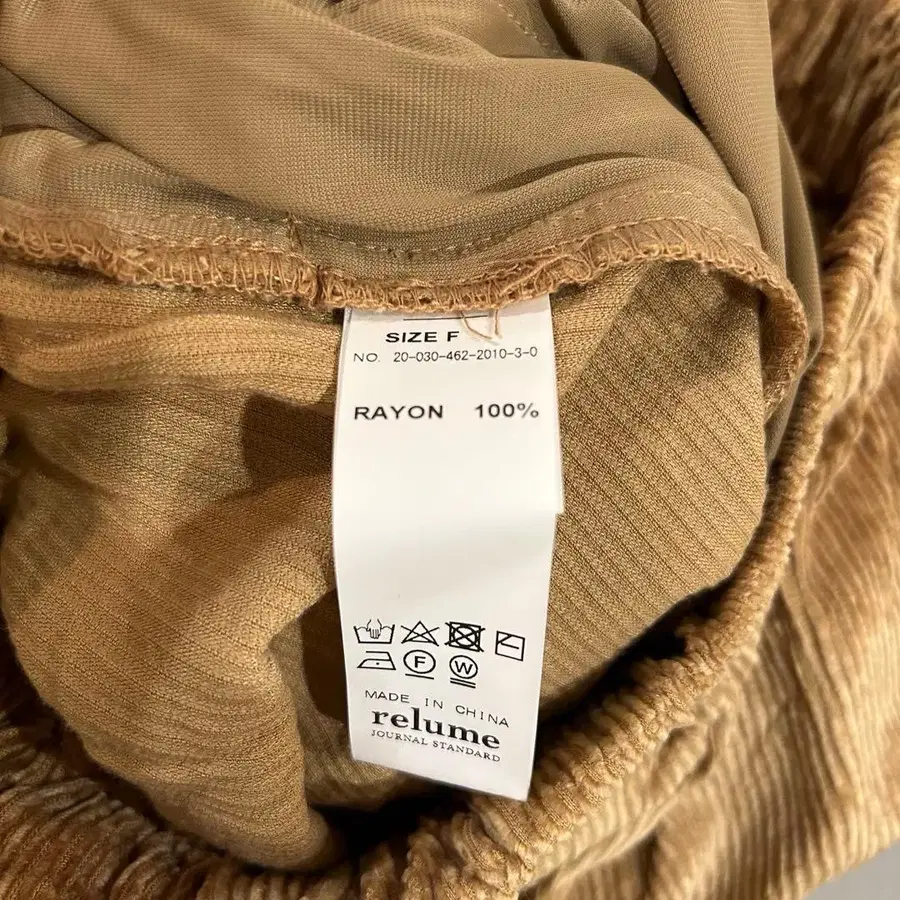 SIZE F
NO. 20-030-462-2010-3-0
RAYON 100%
F W
MADE IN CHINA
relume
JOURNAL STANDARD